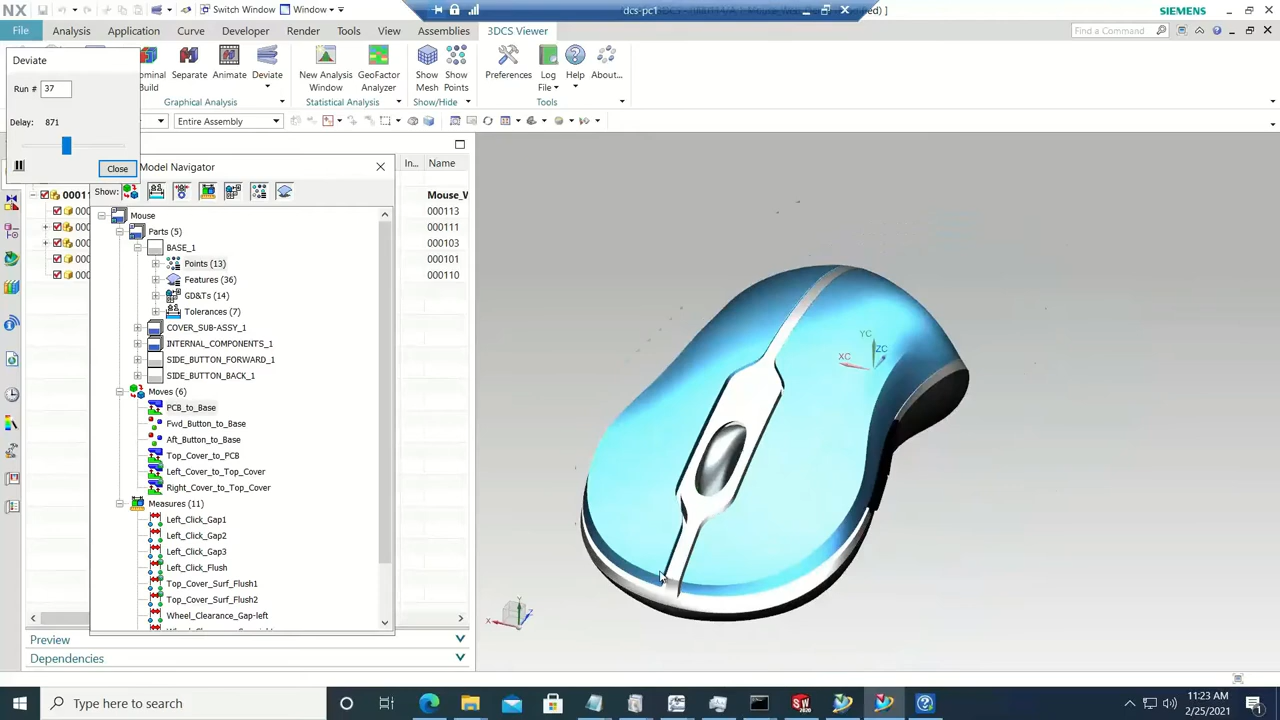 NX
Switch Window
Window
dcs-pc1
SIEMENS
File
Analysis
Application
Curve
Developer
Render
Tools
View
Assemblies
3DCS Viewer
Find a Command
Deviate
Run #
37
Delay:
871
Close
Build
Separate
Animate
Deviate
New Analysis
Window
GeoFactor
Analyzer
Show
Mesh
Show
Points
Preferences
Log
File
Help
About...
Graphical Analysis
Statistical Analysis
Show/Hide
Tools
Entire Assembly
Model Navigator
Show:
In...
Name
000113
000111
000103
000101
000110
Mouse
Parts (5)
BASE_1
Points (13)
Features (36)
GD&Ts (14)
Tolerances (7)
COVER_SUB-ASSY_1
INTERNAL_COMPONENTS_1
SIDE_BUTTON_FORWARD_1
SIDE_BUTTON_BACK_1
Moves (6)
PCB_to_Base
Fwd_Button_to_Base
Aft_Button_to_Base
Top_Cover_to_PCB
Left_Cover_to_Top_Cover
Right_Cover_to_Top_Cover
Measures (11)
Left_Click_Gap1
Left_Click_Gap2
Left_Click_Gap3
Left_Click_Flush
Top_Cover_Surf_Flush1
Top_Cover_Surf_Flush2
Wheel_Clearance_Gap-left
YC
XC
ZC
Preview
Dependencies
Type here to search
11:23 AM
2/25/2021